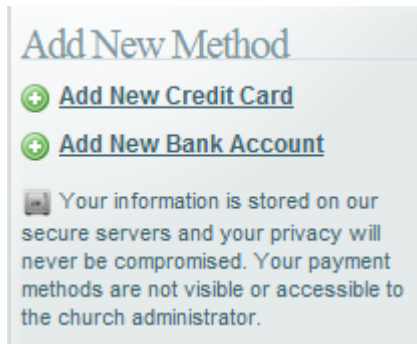 Add New Method
Add New Credit Card
Add New Bank Account
Your information is stored on our
secure servers and your privacy will
never be compromised. Your payment
methods are not visible or accessible to
the church administrator.